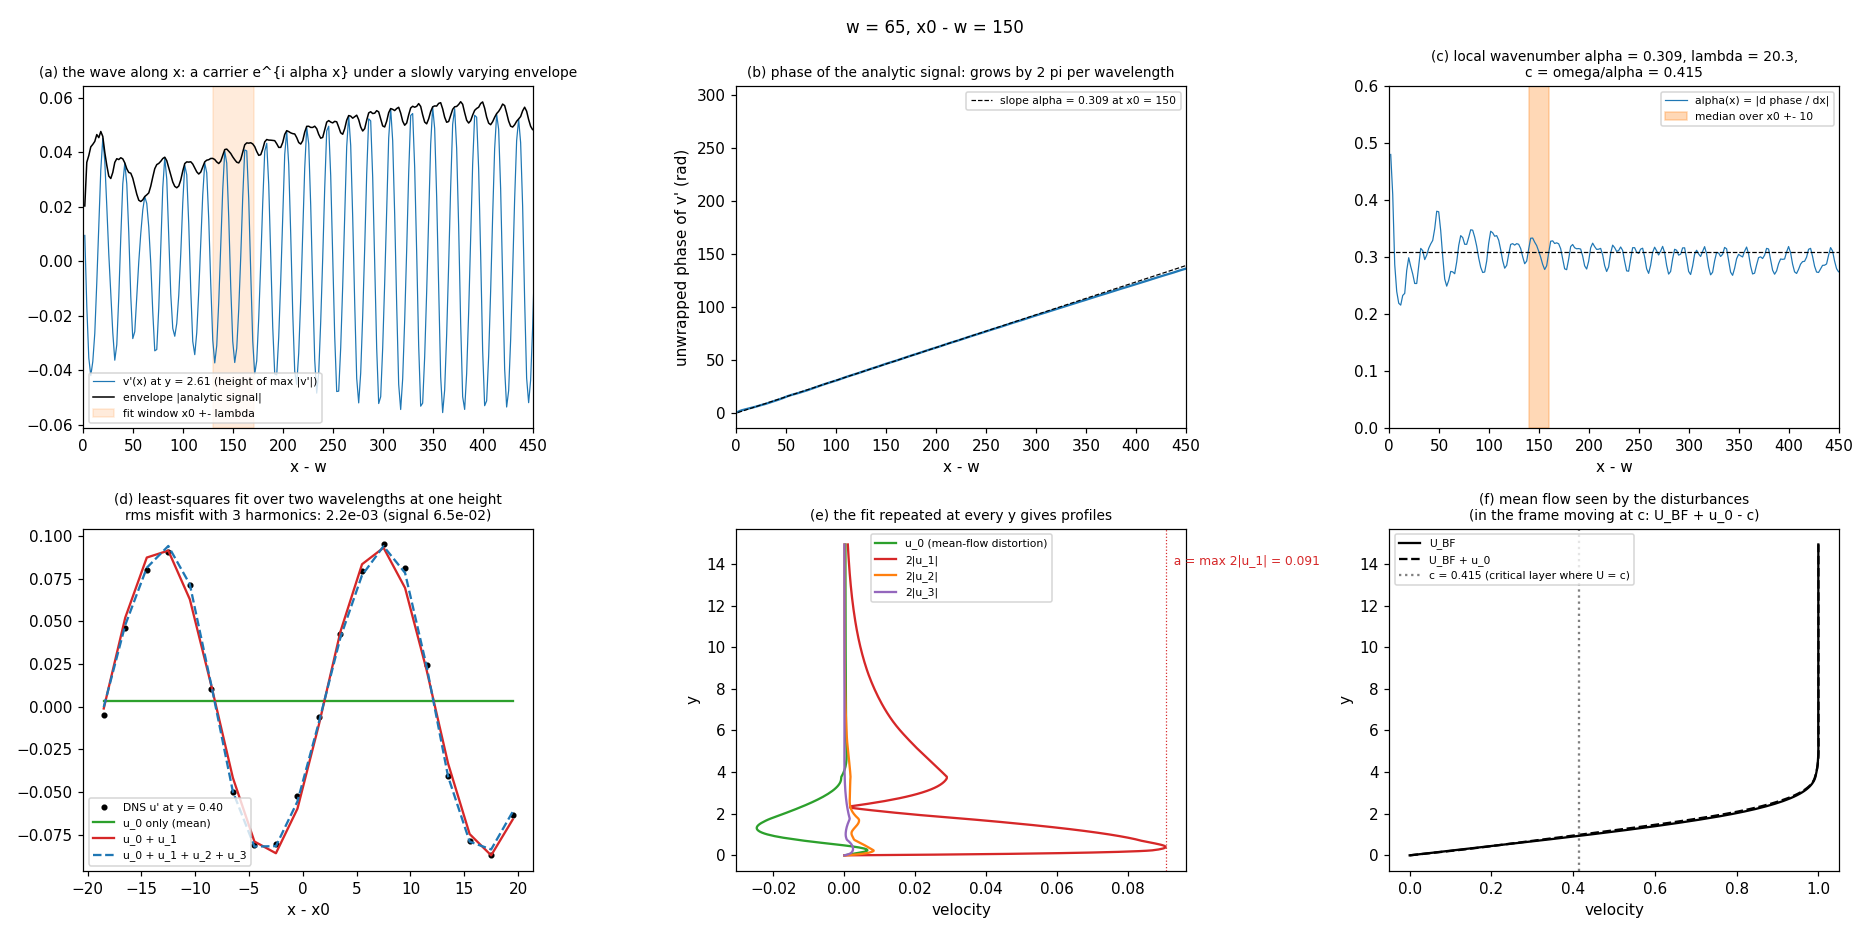 w = 65, x0 - w = 150
(a) the wave along x: a carrier e^{i alpha x} under a slowly varying envelope
0.06
0.04
0.02
0.00
−0.02
−0.04
−0.06
v'(x) at y = 2.61 (height of max |v'|)
envelope |analytic signal|
fit window x0 +- lambda
0 50 100 150 200 250 300 350 400 450
x - w
(b) phase of the analytic signal: grows by 2 pi per wavelength
slope alpha = 0.309 at x0 = 150
unwrapped phase of v' (rad)
300
250
200
150
100
50
0
0 50 100 150 200 250 300 350 400 450
x - w
(c) local wavenumber alpha = 0.309, lambda = 20.3,
c = omega/alpha = 0.415
alpha(x) = |d phase / dx|
median over x0 +- 10
0.6
0.5
0.4
0.3
0.2
0.1
0.0
0 50 100 150 200 250 300 350 400 450
x - w
(d) least-squares fit over two wavelengths at one height
rms misfit with 3 harmonics: 2.2e-03 (signal 6.5e-02)
0.100
0.075
0.050
0.025
0.000
−0.025
−0.050
−0.075
DNS u' at y = 0.40
u_0 only (mean)
u_0 + u_1
u_0 + u_1 + u_2 + u_3
−20 −15 −10 −5 0 5 10 15 20
x - x0
(e) the fit repeated at every y gives profiles
u_0 (mean-flow distortion)
2|u_1|
2|u_2|
2|u_3|
a = max 2|u_1| = 0.091
y
14
12
10
8
6
4
2
0
−0.02 0.00 0.02 0.04 0.06 0.08
velocity
(f) mean flow seen by the disturbances
(in the frame moving at c: U_BF + u_0 - c)
U_BF
U_BF + u_0
c = 0.415 (critical layer where U = c)
y
14
12
10
8
6
4
2
0
0.0 0.2 0.4 0.6 0.8 1.0
velocity